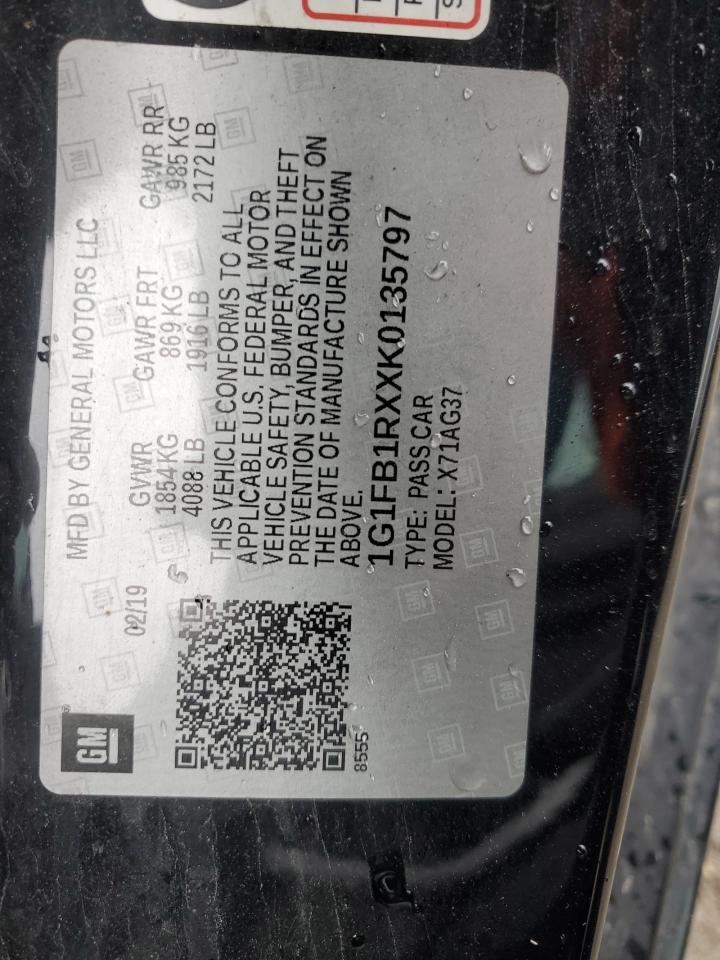 GM
MFD BY GENERAL MOTORS LLC
02/19
GVWR GAWR FRT GAWR RR
1854 KG 869 KG 985 KG
4088 LB 1916 LB 2172 LB
THIS VEHICLE CONFORMS TO ALL
APPLICABLE U.S. FEDERAL MOTOR
VEHICLE SAFETY, BUMPER, AND THEFT
PREVENTION STANDARDS IN EFFECT ON
THE DATE OF MANUFACTURE SHOWN
ABOVE.
1G1FB1RXXK0135797
TYPE: PASS CAR
MODEL: X71AG37
8555